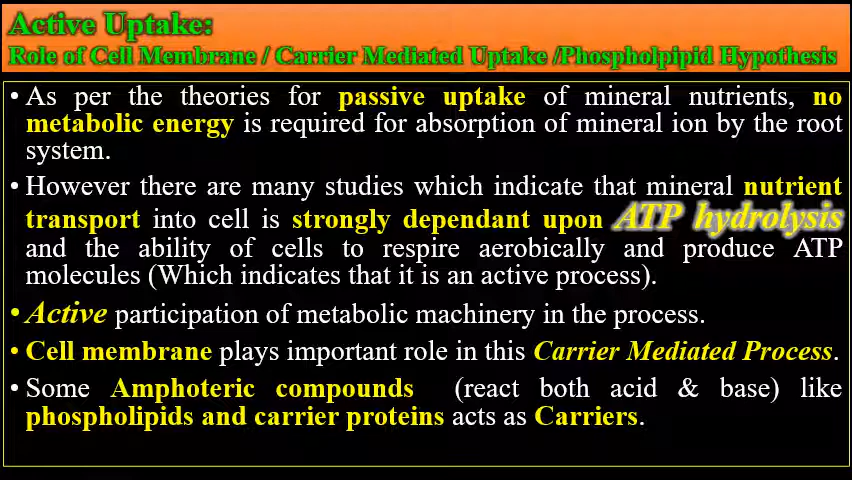 Active Uptake:
Role of Cell Membrane / Carrier Mediated Uptake /Phospholpipid Hypothesis
• As per the theories for passive uptake of mineral nutrients, no
metabolic energy is required for absorption of mineral ion by the root
system.
• However there are many studies which indicate that mineral nutrient
transport into cell is strongly dependant upon ATP hydrolysis
and the ability of cells to respire aerobically and produce ATP
molecules (Which indicates that it is an active process).
• Active participation of metabolic machinery in the process.
• Cell membrane plays important role in this Carrier Mediated Process.
• Some Amphoteric compounds (react both acid & base) like
phospholipids and carrier proteins acts as Carriers.